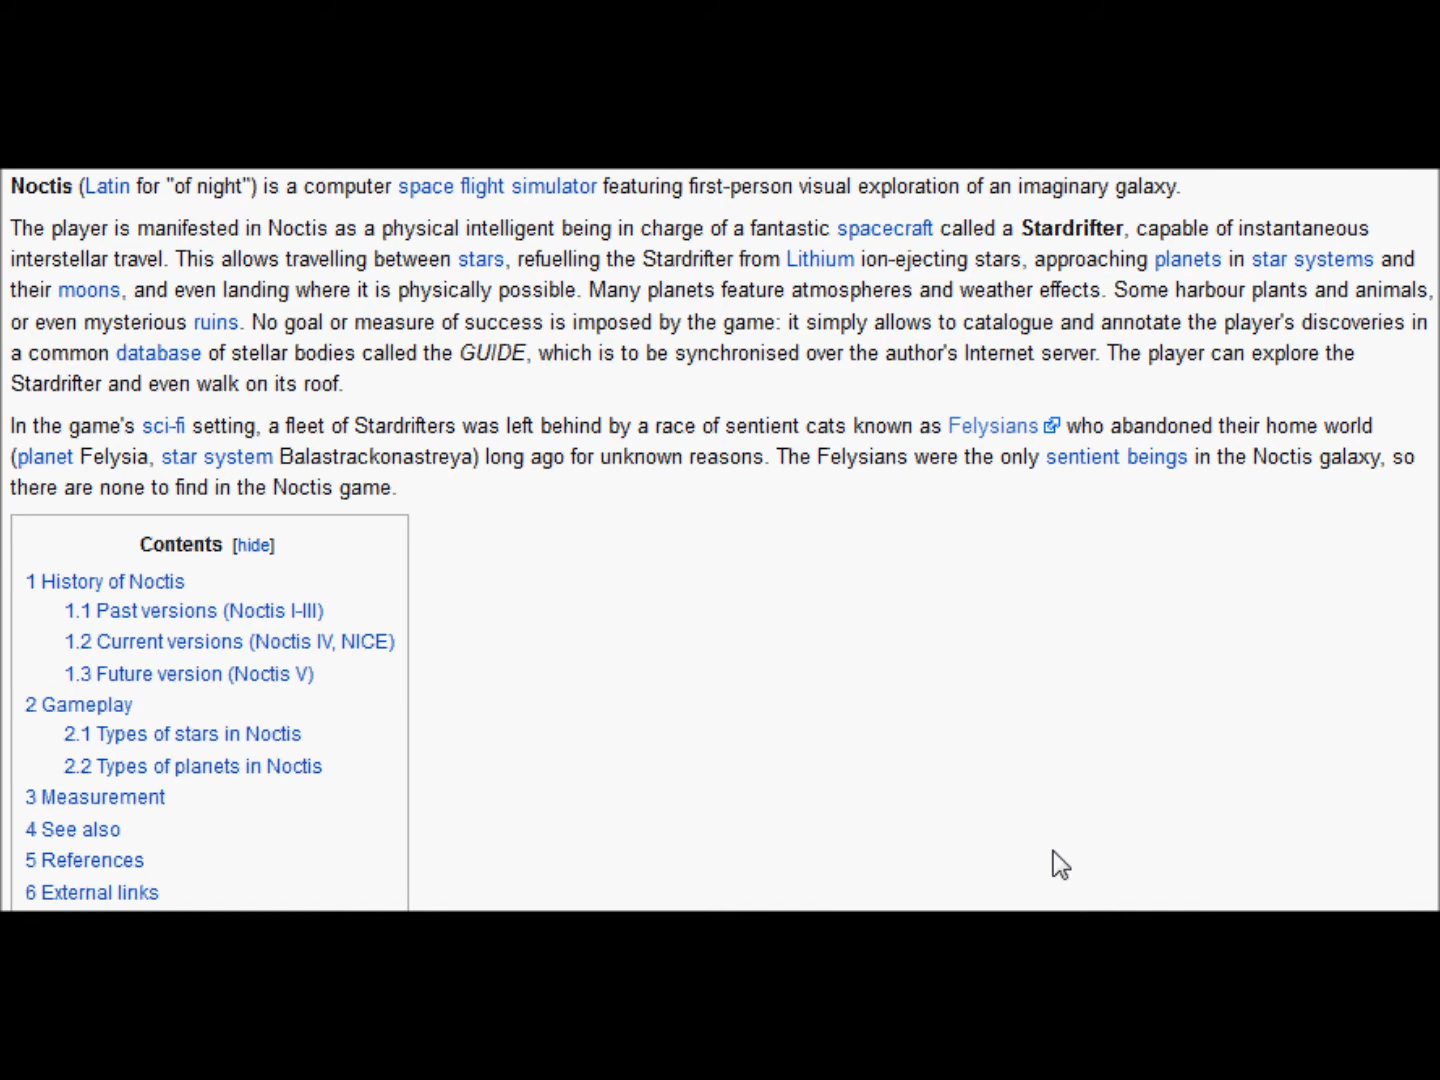 Noctis (Latin for "of night") is a computer space flight simulator featuring first-person visual exploration of an imaginary galaxy.
The player is manifested in Noctis as a physical intelligent being in charge of a fantastic spacecraft called a Stardrifter, capable of instantaneous
interstellar travel. This allows travelling between stars, refuelling the Stardrifter from Lithium ion-ejecting stars, approaching planets in star systems and
their moons, and even landing where it is physically possible. Many planets feature atmospheres and weather effects. Some harbour plants and animals,
or even mysterious ruins. No goal or measure of success is imposed by the game: it simply allows to catalogue and annotate the player's discoveries in
a common database of stellar bodies called the GUIDE, which is to be synchronised over the author's Internet server. The player can explore the
Stardrifter and even walk on its roof.
In the game's sci-fi setting, a fleet of Stardrifters was left behind by a race of sentient cats known as Felysians who abandoned their home world
(planet Felysia, star system Balastrackonastreya) long ago for unknown reasons. The Felysians were the only sentient beings in the Noctis galaxy, so
there are none to find in the Noctis game.
Contents [hide]
1 History of Noctis
1.1 Past versions (Noctis I-III)
1.2 Current versions (Noctis IV, NICE)
1.3 Future version (Noctis V)
2 Gameplay
2.1 Types of stars in Noctis
2.2 Types of planets in Noctis
3 Measurement
4 See also
5 References
6 External links